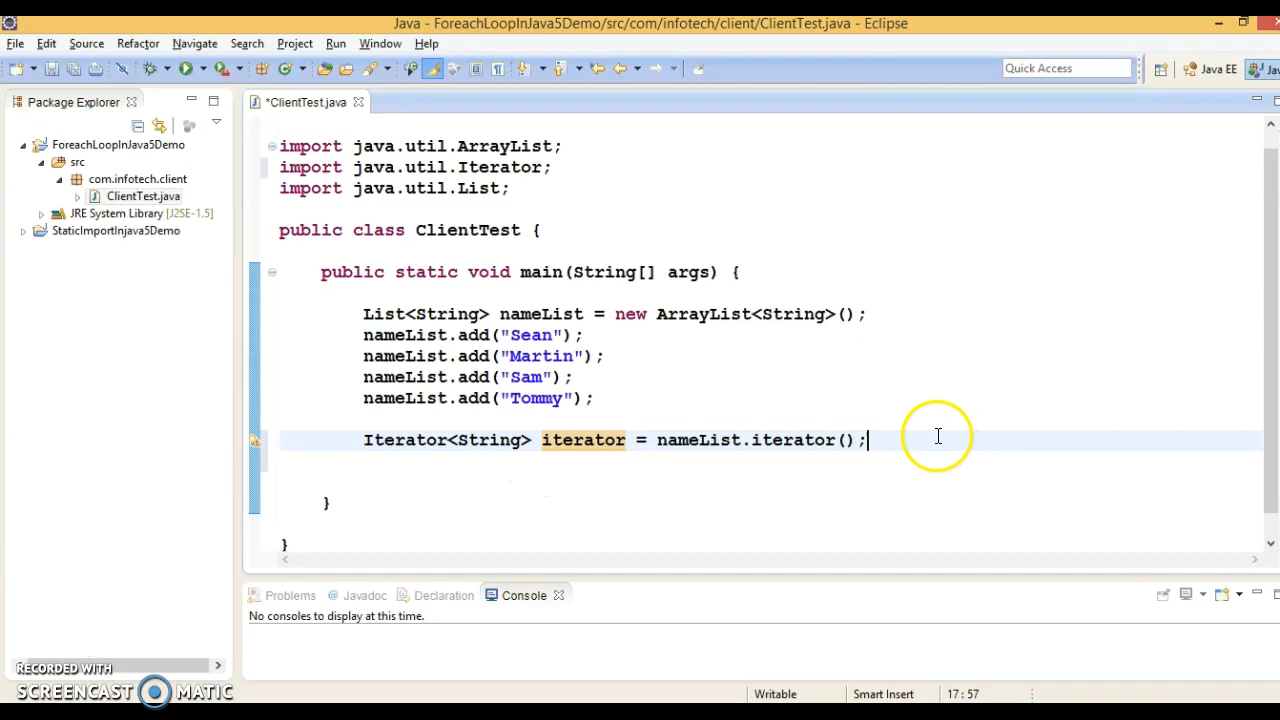 Java - ForeachLoopInJava5Demo/src/com/infotech/client/ClientTest.java - Eclipse
File Edit Source Refactor Navigate Search Project Run Window Help
Quick Access Java EE Jav
Package Explorer
*ClientTest.java
ForeachLoopInJava5Demo
src
com.infotech.client
ClientTest.java
JRE System Library [J2SE-1.5]
StaticImportInjava5Demo
import java.util.ArrayList;
import java.util.Iterator;
import java.util.List;
public class ClientTest {
public static void main(String[] args) {
List<String> nameList = new ArrayList<String>();
nameList.add("Sean");
nameList.add("Martin");
nameList.add("Sam");
nameList.add("Tommy");
Iterator<String> iterator = nameList.iterator();
}
}
Problems @ Javadoc Declaration Console
No consoles to display at this time.
RECORDED WITH
SCREENCAST MATIC
Writable Smart Insert 17 : 57